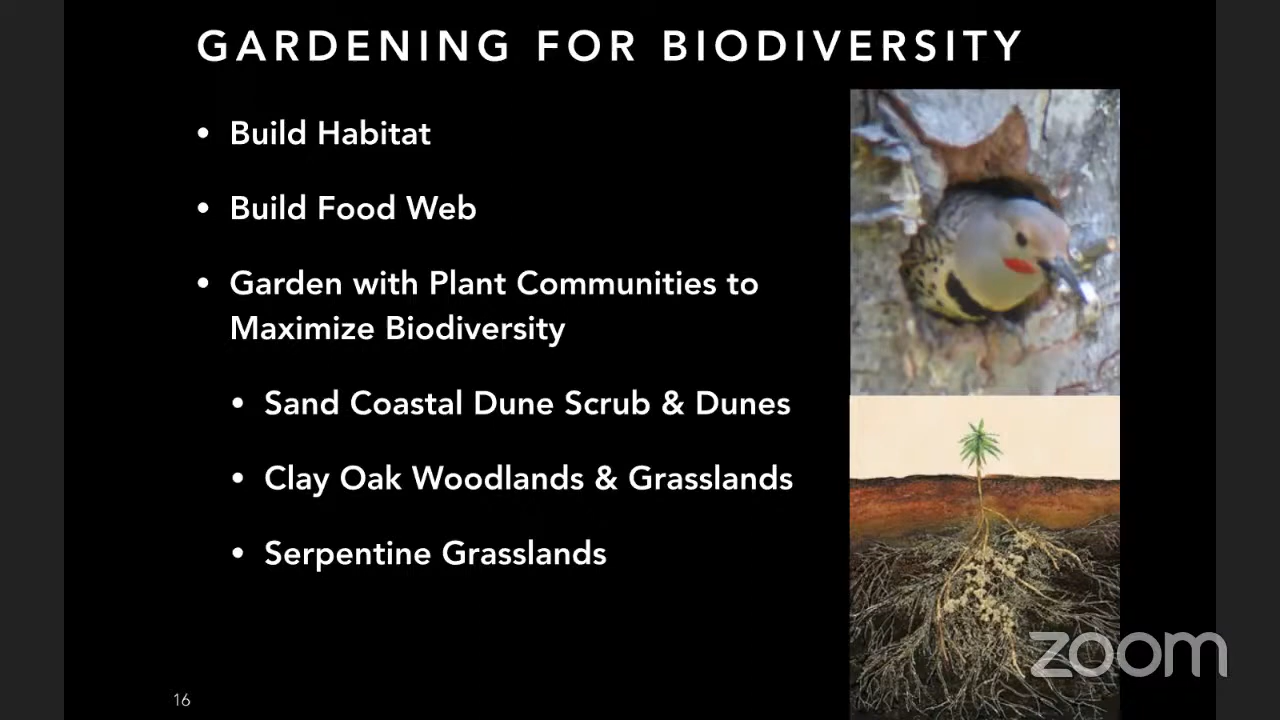 GARDENING FOR BIODIVERSITY
• Build Habitat
• Build Food Web
• Garden with Plant Communities to
Maximize Biodiversity
• Sand Coastal Dune Scrub & Dunes
• Clay Oak Woodlands & Grasslands
• Serpentine Grasslands
zoom
16